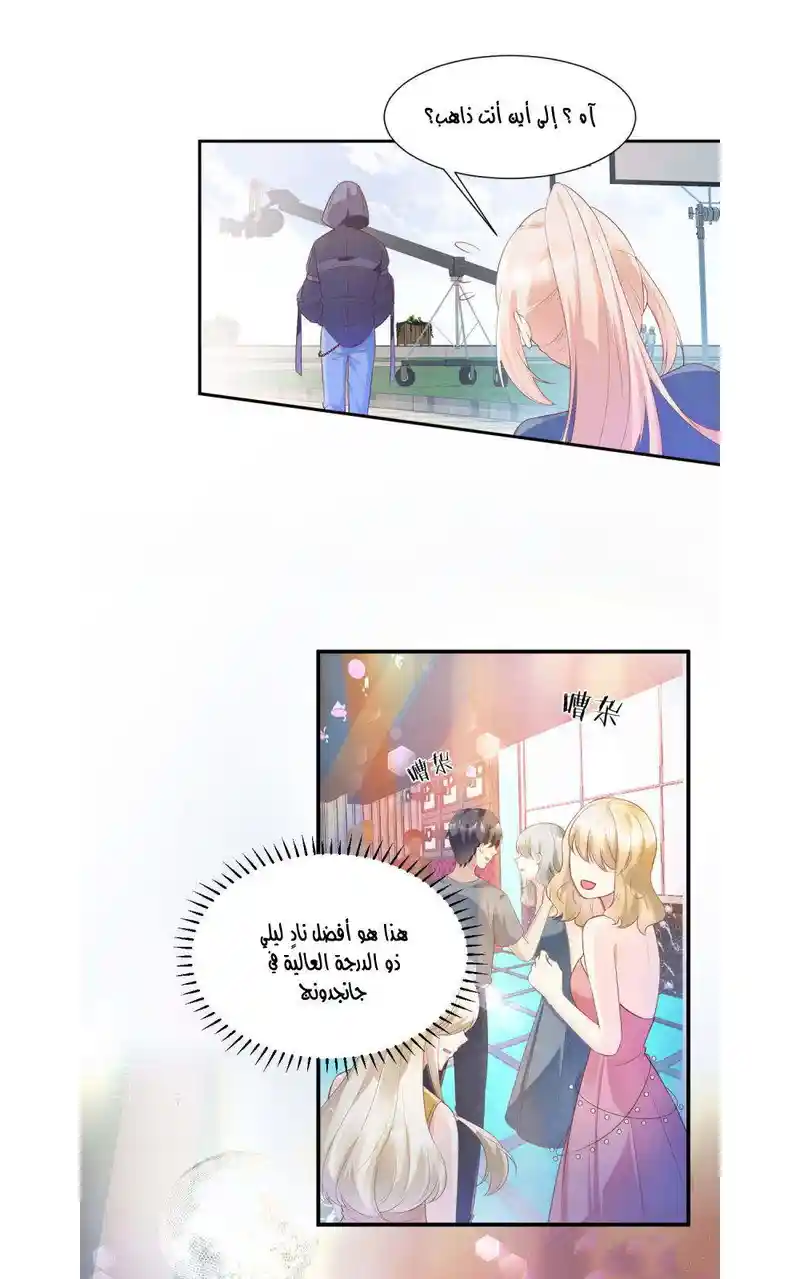 آه ؟ إلى أين أنت ذاهب؟
嘈杂
嘈杂
هذا هو أفضل نادٍ ليلي
ذو الدرجة العالية في
جانجدونج